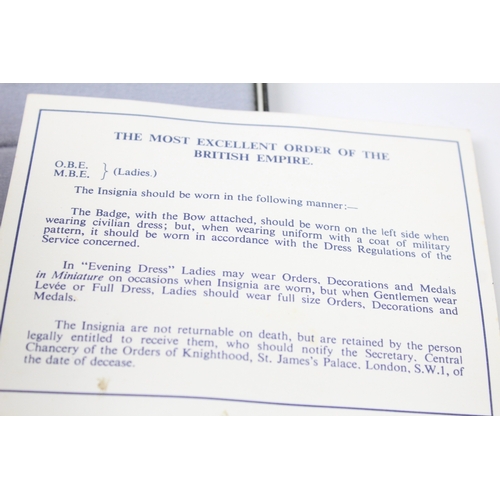 THE MOST EXCELLENT ORDER OF THE
BRITISH EMPIRE.
O.B.E.
M.B.E. } (Ladies.)
The Insignia should be worn in the following manner:—
The Badge, with the Bow attached, should be worn on the left side when
wearing civilian dress; but, when wearing uniform with a coat of military
pattern, it should be worn in accordance with the Dress Regulations of the
Service concerned.
In "Evening Dress" Ladies may wear Orders, Decorations and Medals
in Miniature on occasions when Insignia are worn, but when Gentlemen wear
Levée or Full Dress, Ladies should wear full size Orders, Decorations and
Medals.
The Insignia are not returnable on death, but are retained by the person
legally entitled to receive them, who should notify the Secretary, Central
Chancery of the Orders of Knighthood, St. James's Palace, London, S.W.1, of
the date of decease.